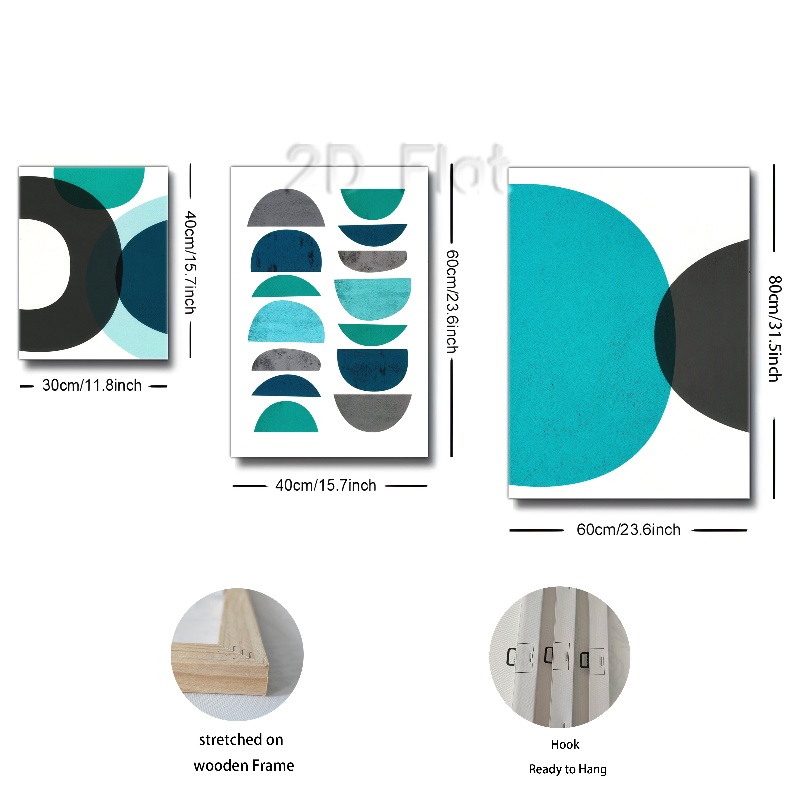 2D Flat
40cm/15.7inch
30cm/11.8inch
60cm/23.6inch
40cm/15.7inch
80cm/31.5inch
60cm/23.6inch
stretched on
wooden Frame
Hook
Ready to Hang